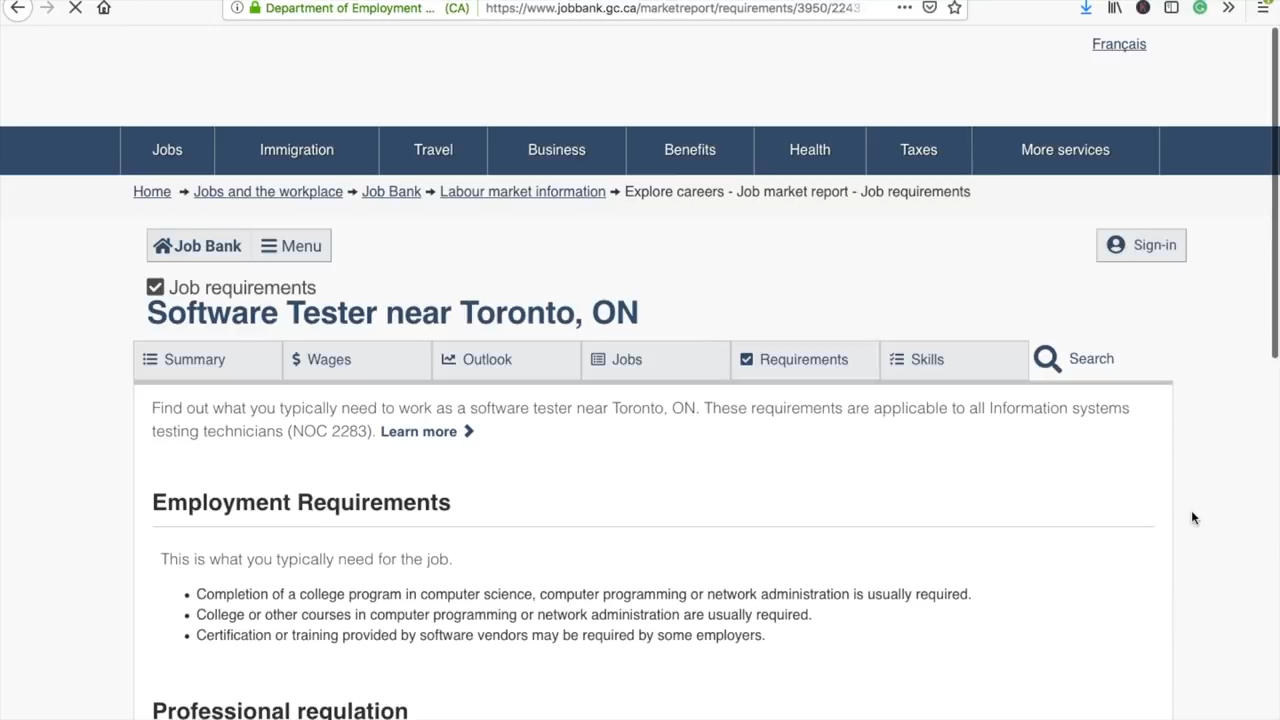 Department of Employment ... (CA) https://www.jobbank.gc.ca/marketreport/requirements/3950/2243
Français
Jobs Immigration Travel Business Benefits Health Taxes More services
Home → Jobs and the workplace → Job Bank → Labour market information → Explore careers - Job market report - Job requirements
Job Bank Menu Sign-in
Job requirements
Software Tester near Toronto, ON
Summary $ Wages Outlook Jobs Requirements Skills Search
Find out what you typically need to work as a software tester near Toronto, ON. These requirements are applicable to all Information systems
testing technicians (NOC 2283). Learn more
Employment Requirements
This is what you typically need for the job.
• Completion of a college program in computer science, computer programming or network administration is usually required.
• College or other courses in computer programming or network administration are usually required.
• Certification or training provided by software vendors may be required by some employers.
Professional regulation